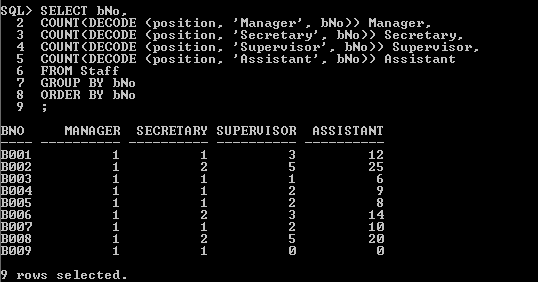 SQL> SELECT bNo,
  2  COUNT(DECODE (position, 'Manager', bNo)) Manager,
  3  COUNT(DECODE (position, 'Secretary', bNo)) Secretary,
  4  COUNT(DECODE (position, 'Supervisor', bNo)) Supervisor,
  5  COUNT(DECODE (position, 'Assistant', bNo)) Assistant
  6  FROM Staff
  7  GROUP BY bNo
  8  ORDER BY bNo
  9  ;
BNO     MANAGER  SECRETARY SUPERVISOR  ASSISTANT
---- ---------- ---------- ---------- ----------
B001          1          1          3         12
B002          1          2          5         25
B003          1          1          1          6
B004          1          1          2          9
B005          1          1          2          8
B006          1          2          3         14
B007          1          1          2         10
B008          1          2          5         20
B009          1          1          0          0
9 rows selected.